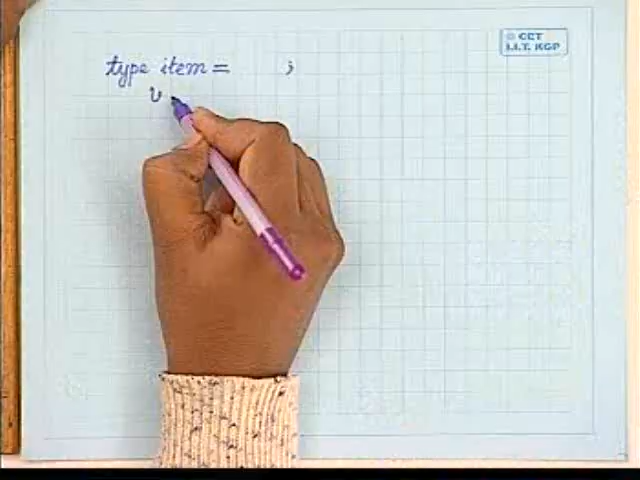 © CET
I.I.T. KGP
type item = ;
v